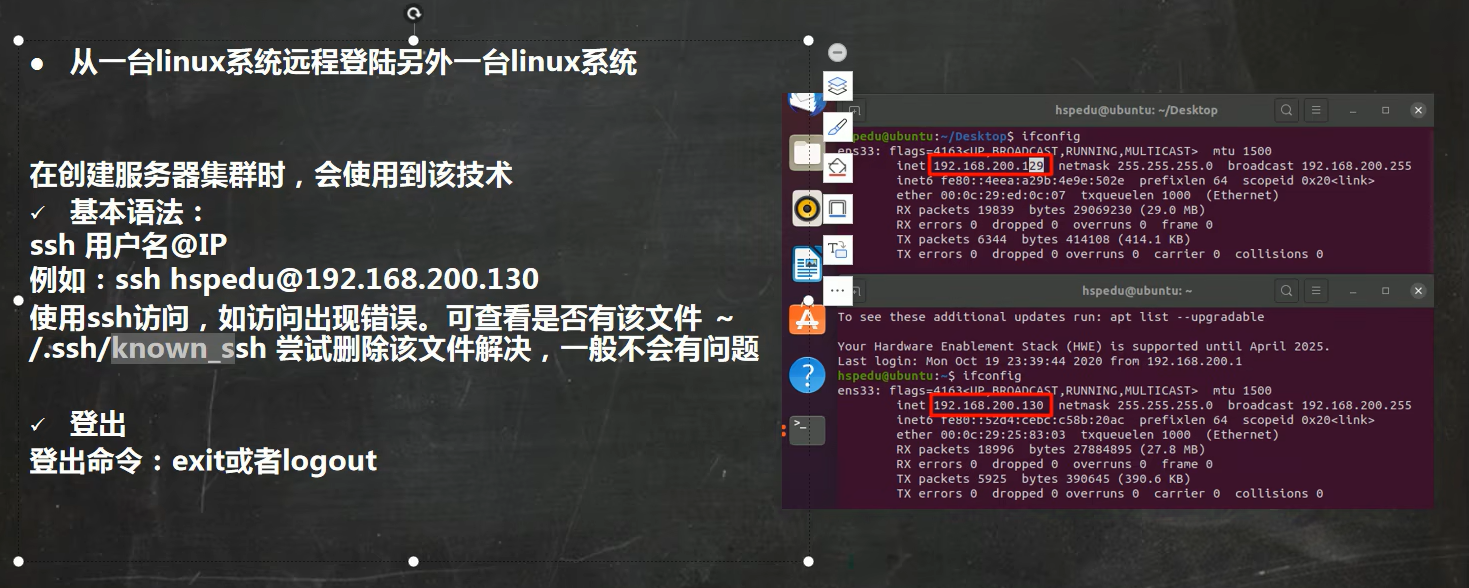 ● 从一台linux系统远程登陆另外一台linux系统
在创建服务器集群时，会使用到该技术
✓ 基本语法：
ssh 用户名@IP
例如：ssh hspedu@192.168.200.130
使用ssh访问，如访问出现错误。可查看是否有该文件 ~
/.ssh/known_ssh 尝试删除该文件解决，一般不会有问题
✓ 登出
登出命令：exit或者logout
hspedu@ubuntu: ~/Desktop
pedu@ubuntu:~/Desktop$ ifconfig
ens33: flags=4163<UP,BROADCAST,RUNNING,MULTICAST> mtu 1500
inet 192.168.200.129 netmask 255.255.255.0 broadcast 192.168.200.255
inet6 fe80::4eea:a29b:4e9e:502e prefixlen 64 scopeid 0x20<link>
ether 00:0c:29:ed:0c:07 txqueuelen 1000 (Ethernet)
RX packets 19839 bytes 29069230 (29.0 MB)
RX errors 0 dropped 0 overruns 0 frame 0
TX packets 6344 bytes 414108 (414.1 KB)
TX errors 0 dropped 0 overruns 0 carrier 0 collisions 0
hspedu@ubuntu: ~
To see these additional updates run: apt list --upgradable
Your Hardware Enablement Stack (HWE) is supported until April 2025.
Last login: Mon Oct 19 23:39:44 2020 from 192.168.200.1
hspedu@ubuntu:~$ ifconfig
ens33: flags=4163<UP,BROADCAST,RUNNING,MULTICAST> mtu 1500
inet 192.168.200.130 netmask 255.255.255.0 broadcast 192.168.200.255
inet6 fe80::52d4:cebc:c58b:20ac prefixlen 64 scopeid 0x20<link>
ether 00:0c:29:25:83:03 txqueuelen 1000 (Ethernet)
RX packets 18996 bytes 27884895 (27.8 MB)
RX errors 0 dropped 0 overruns 0 frame 0
TX packets 5925 bytes 390645 (390.6 KB)
TX errors 0 dropped 0 overruns 0 carrier 0 collisions 0